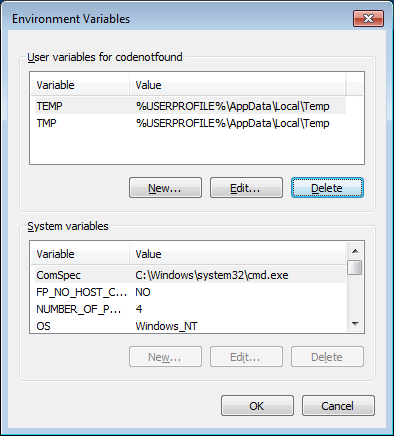 Environment Variables
User variables for codenotfound
Variable Value
TEMP %USERPROFILE%\AppData\Local\Temp
TMP %USERPROFILE%\AppData\Local\Temp
New... Edit... Delete
System variables
Variable Value
ComSpec C:\Windows\system32\cmd.exe
FP_NO_HOST_C... NO
NUMBER_OF_P... 4
OS Windows_NT
New... Edit... Delete
OK Cancel